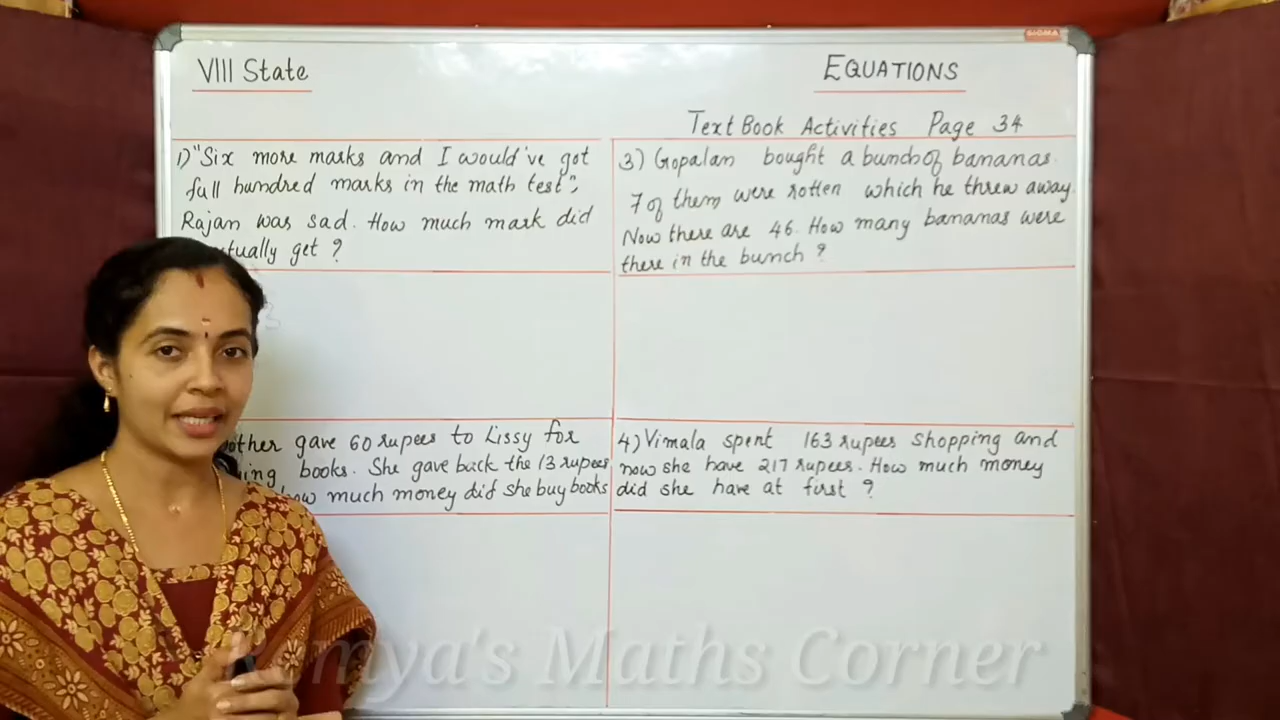 SIGMA
VIII State
EQUATIONS
Text Book Activities Page 34
1) "Six more marks and I would've got
full hundred marks in the math test",
Rajan was sad. How much mark did
get ?
gave 60 rupees to Lissy for
books. She gave back the 13 rupees
how much money did she buy books
3) Gopalan bought a bunch of bananas.
7 of them were rotten which he threw away.
Now there are 46. How many bananas were
there in the bunch ?
4) Vimala spent 163 rupees shopping and
now she have 217 rupees. How much money
did she have at first ?
Remya's Maths Corner